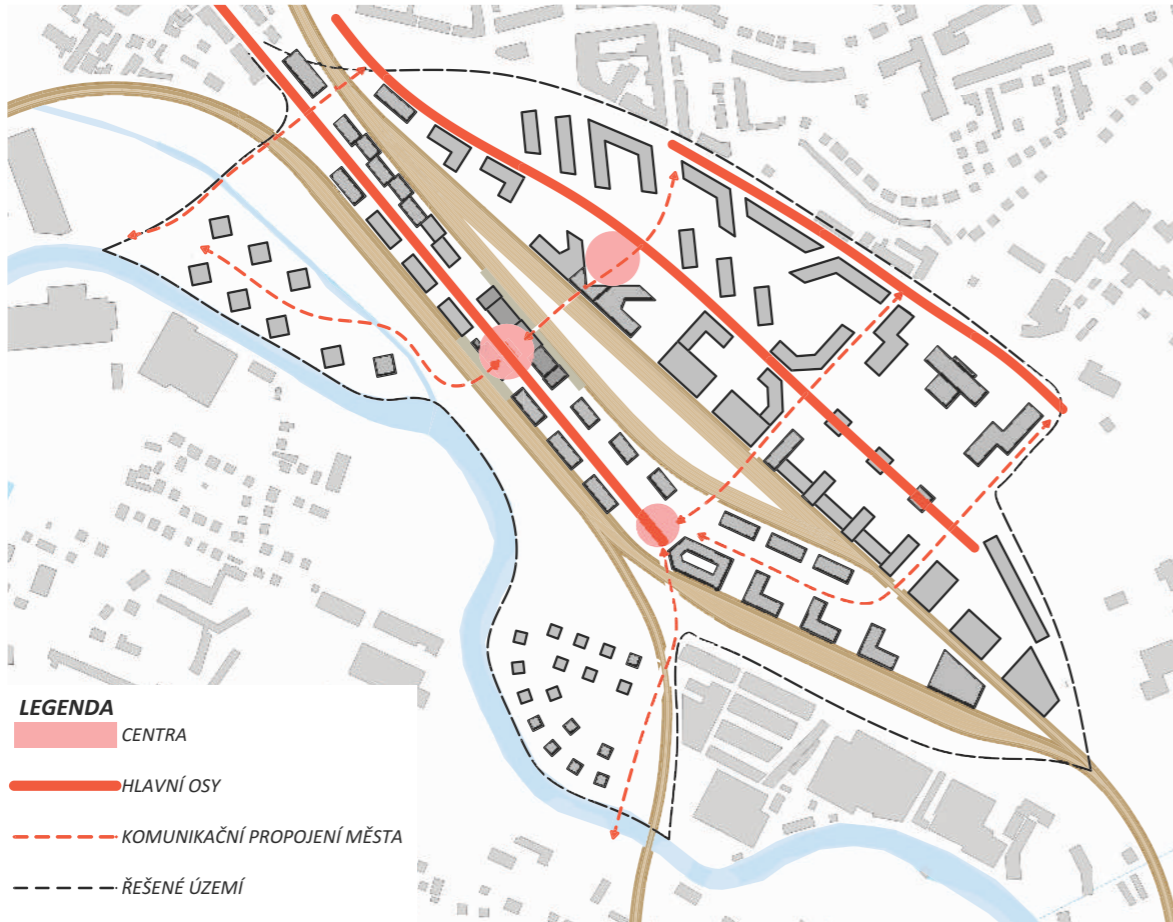 LEGENDA
CENTRA
HLAVNÍ OSY
KOMUNIKAČNÍ PROPOJENÍ MĚSTA
ŘEŠENÉ ÚZEMÍ